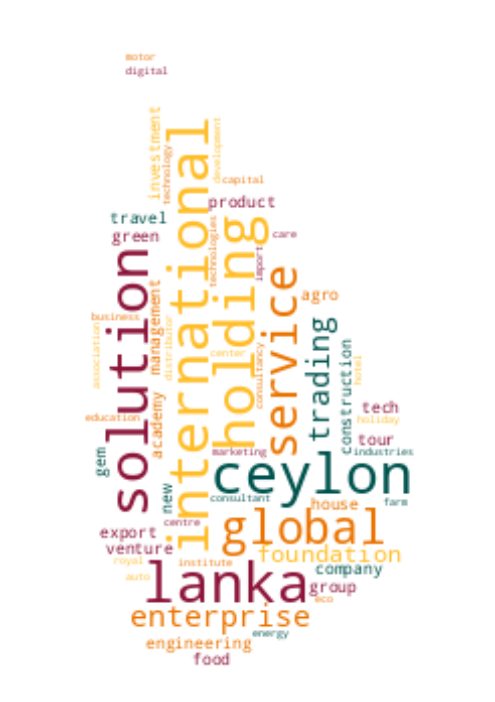 motor
digital
investment
technology
international
development
capital
product
travel
green
solution
holding
technologies
care
import
service
agro
business
management
association
distributor
trading
construction
center
consultancy
hotel
education
academy
tech
holiday
tour
marketing
industries
gem
ceylon
new
consultant
farm
house
global
centre
export
venture
foundation
royal
institute
company
auto
lanka
group
eco
enterprise
energy
engineering
food